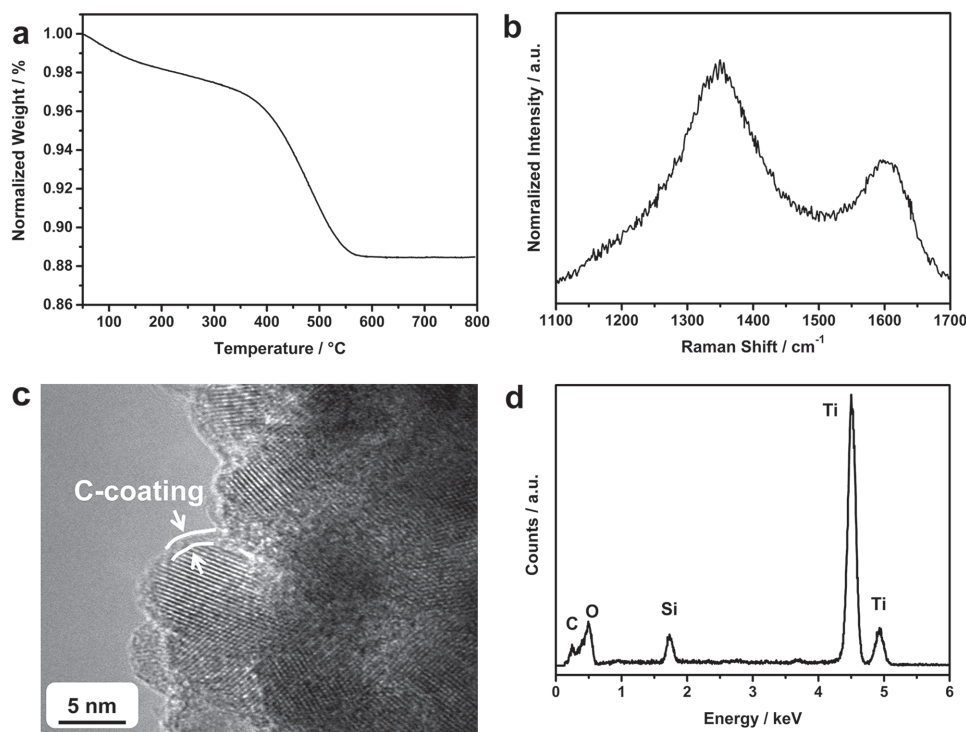 a
Normalized Weight / %
1.00
0.98
0.96
0.94
0.92
0.90
0.88
0.86
100 200 300 400 500 600 700 800
Temperature / °C
b
Nomralized Intensity / a.u.
1100 1200 1300 1400 1500 1600 1700
Raman Shift / cm⁻¹
c
C-coating
5 nm
d
Counts / a.u.
Ti
C O Si Ti
0 1 2 3 4 5 6
Energy / keV